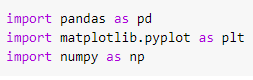 import pandas as pd
import matplotlib.pyplot as plt
import numpy as np